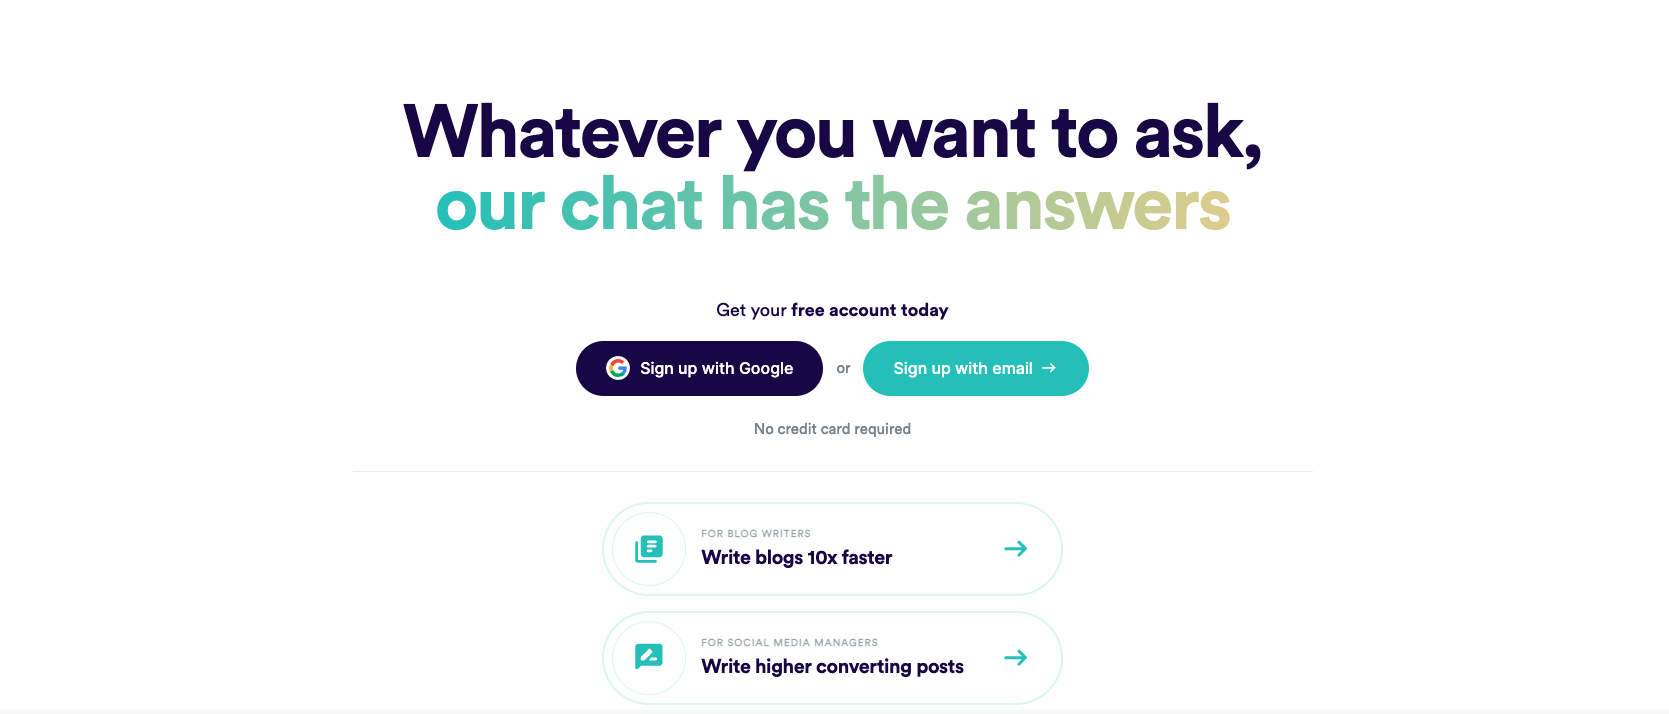 Whatever you want to ask,
our chat has the answers
Get your free account today
Sign up with Google or Sign up with email →
No credit card required
FOR BLOG WRITERS
Write blogs 10x faster
FOR SOCIAL MEDIA MANAGERS
Write higher converting posts